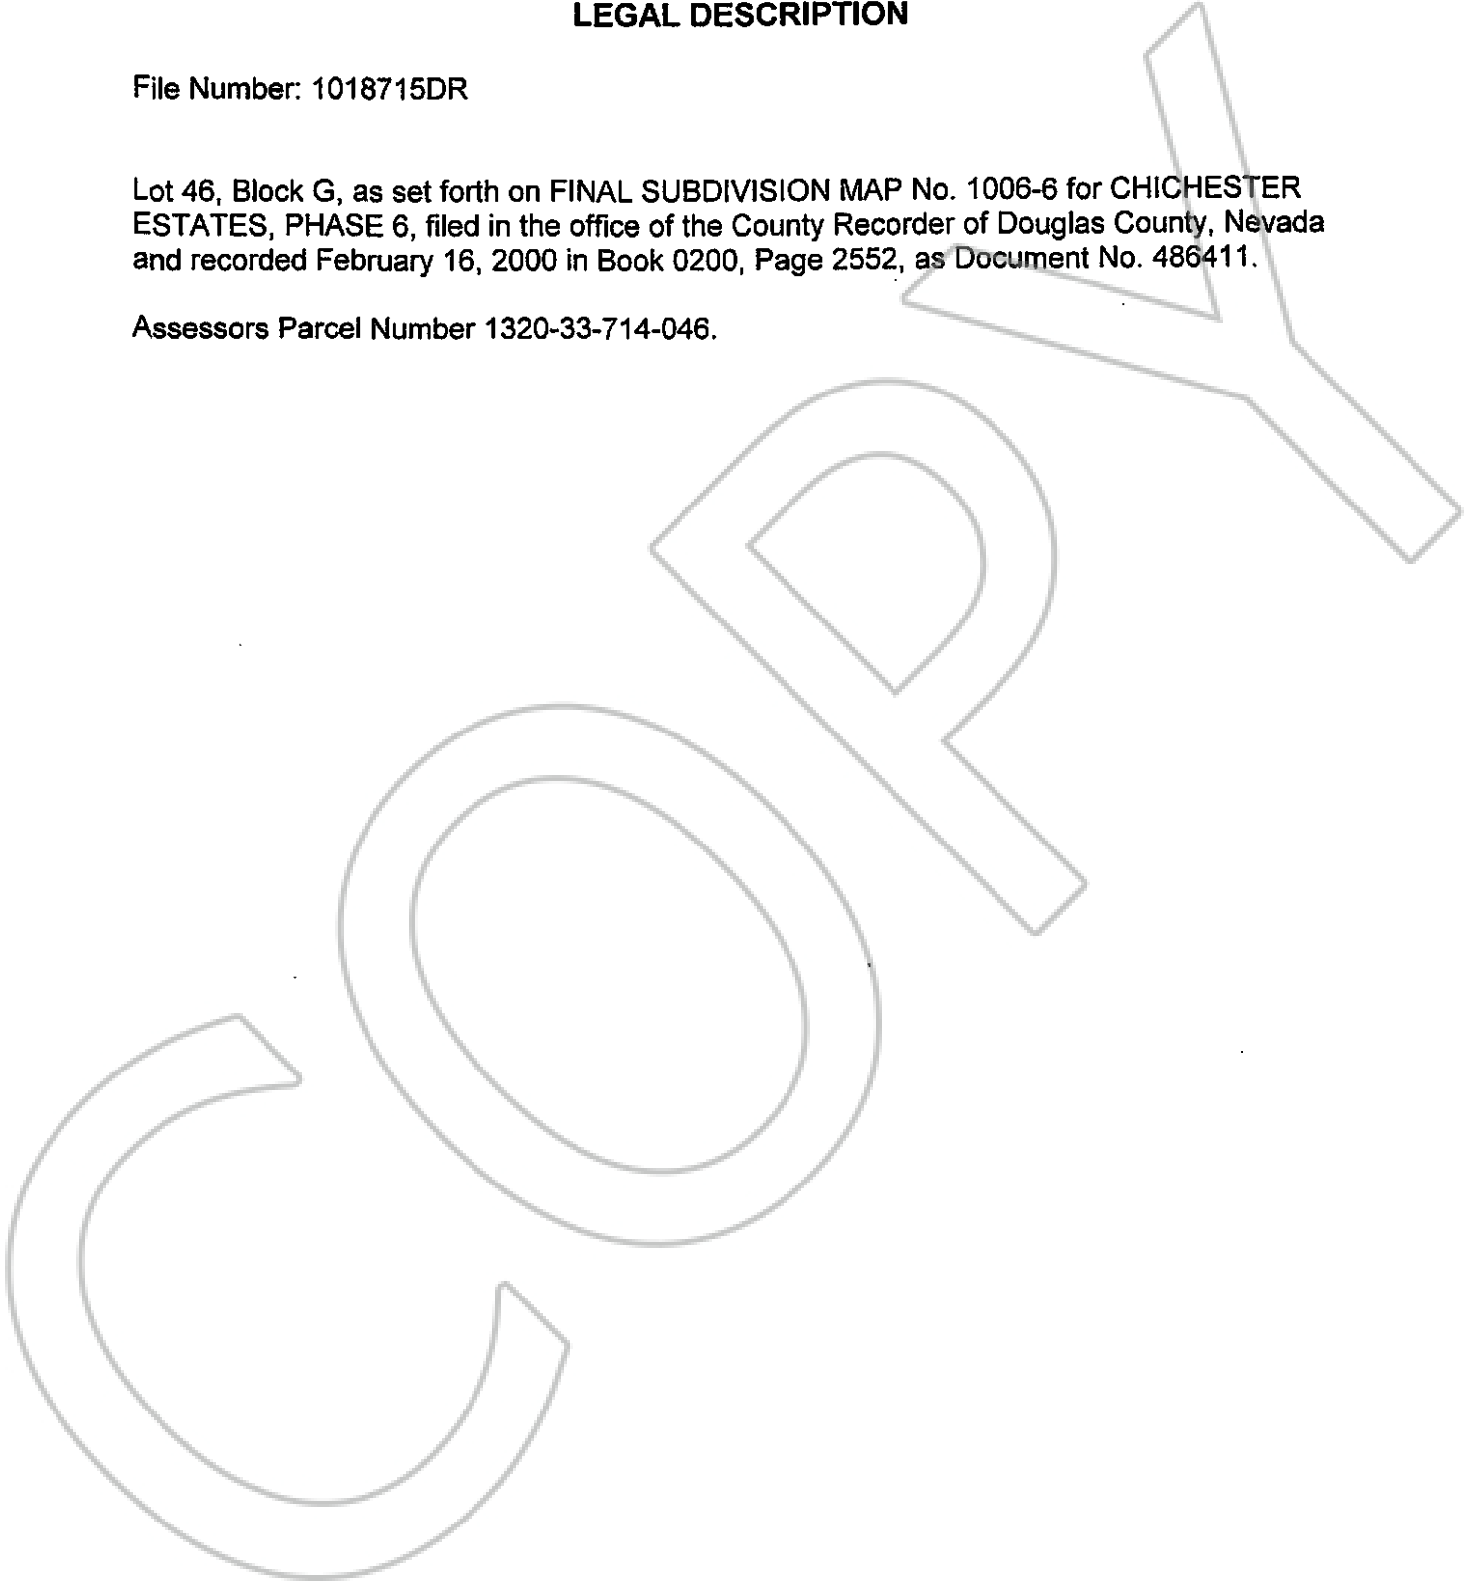 LEGAL DESCRIPTION
File Number: 1018715DR
Lot 46, Block G, as set forth on FINAL SUBDIVISION MAP No. 1006-6 for CHICHESTER
ESTATES, PHASE 6, filed in the office of the County Recorder of Douglas County, Nevada
and recorded February 16, 2000 in Book 0200, Page 2552, as Document No. 486411.
Assessors Parcel Number 1320-33-714-046.
COPY